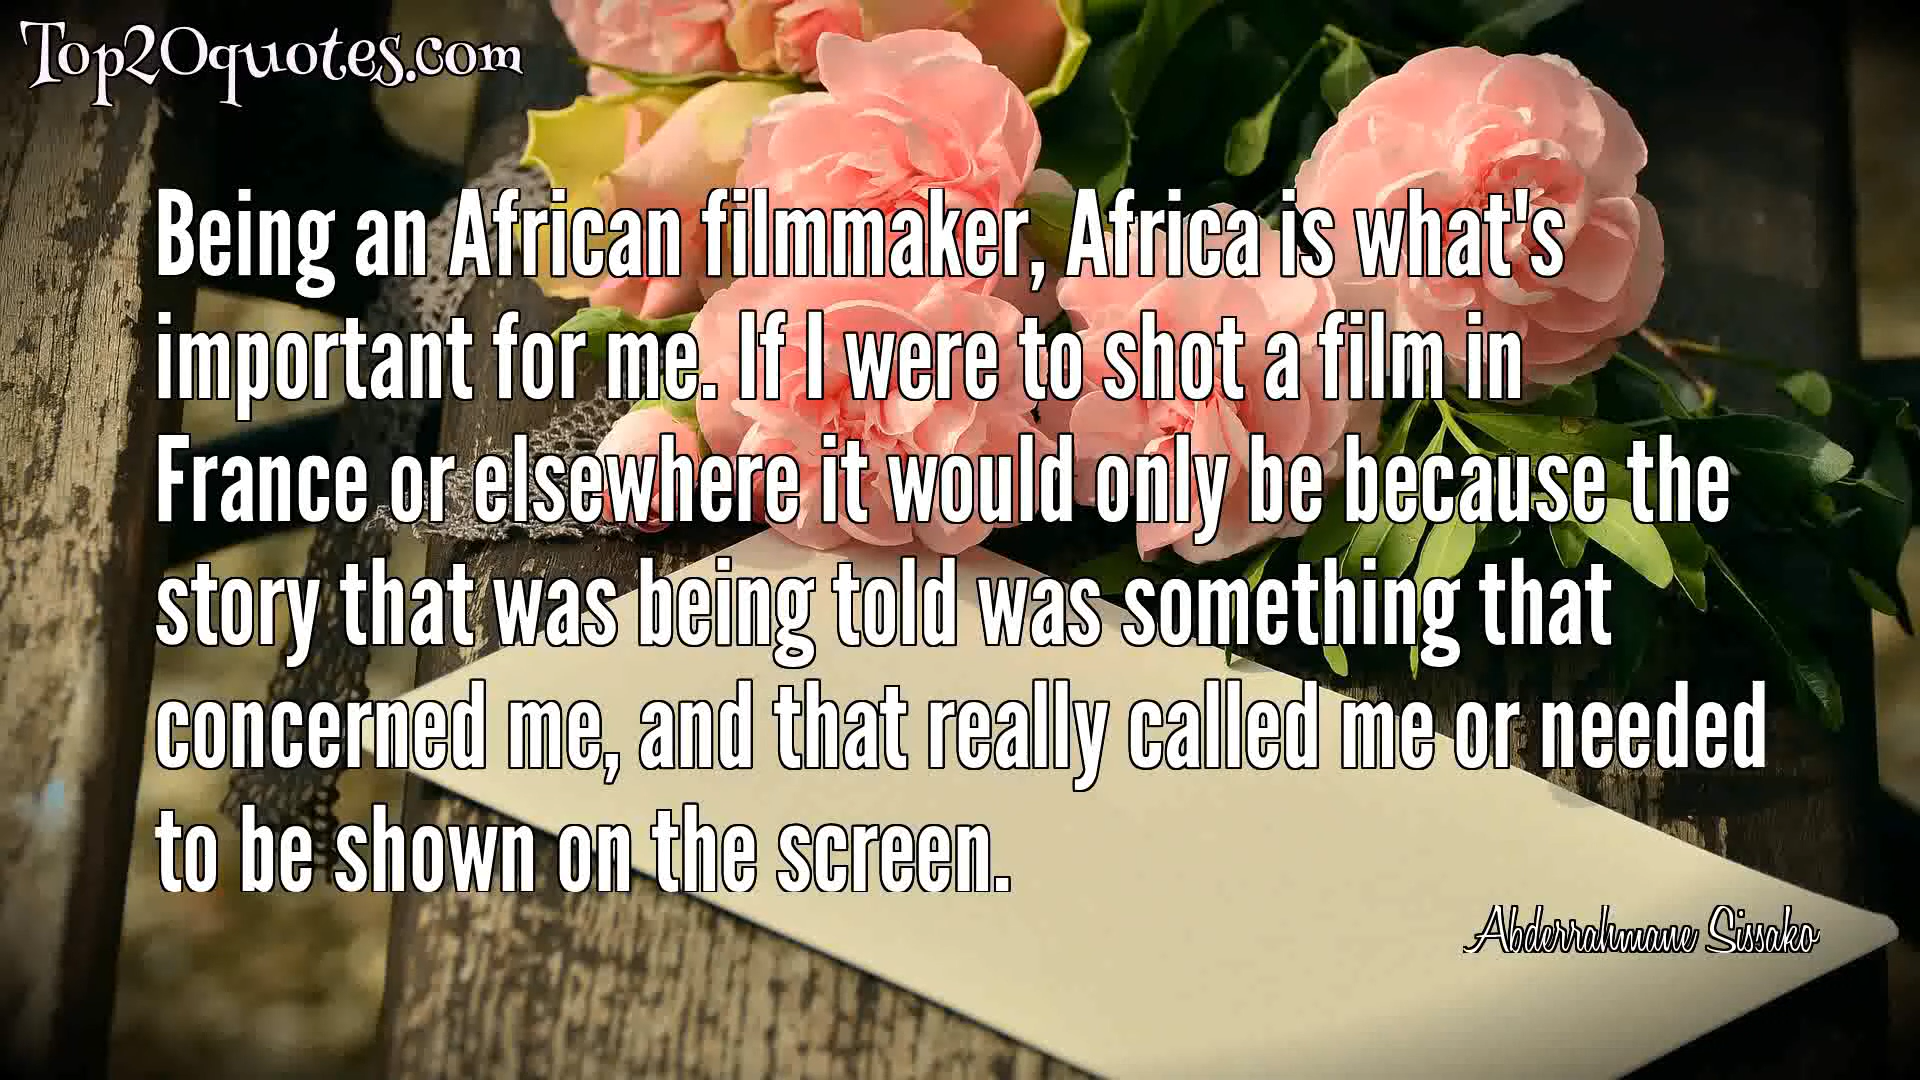 Top20quotes.com
Being an African filmmaker, Africa is what's
important for me. If I were to shot a film in
France or elsewhere it would only be because the
story that was being told was something that
concerned me, and that really called me or needed
to be shown on the screen.
Abderrahmane Sissako